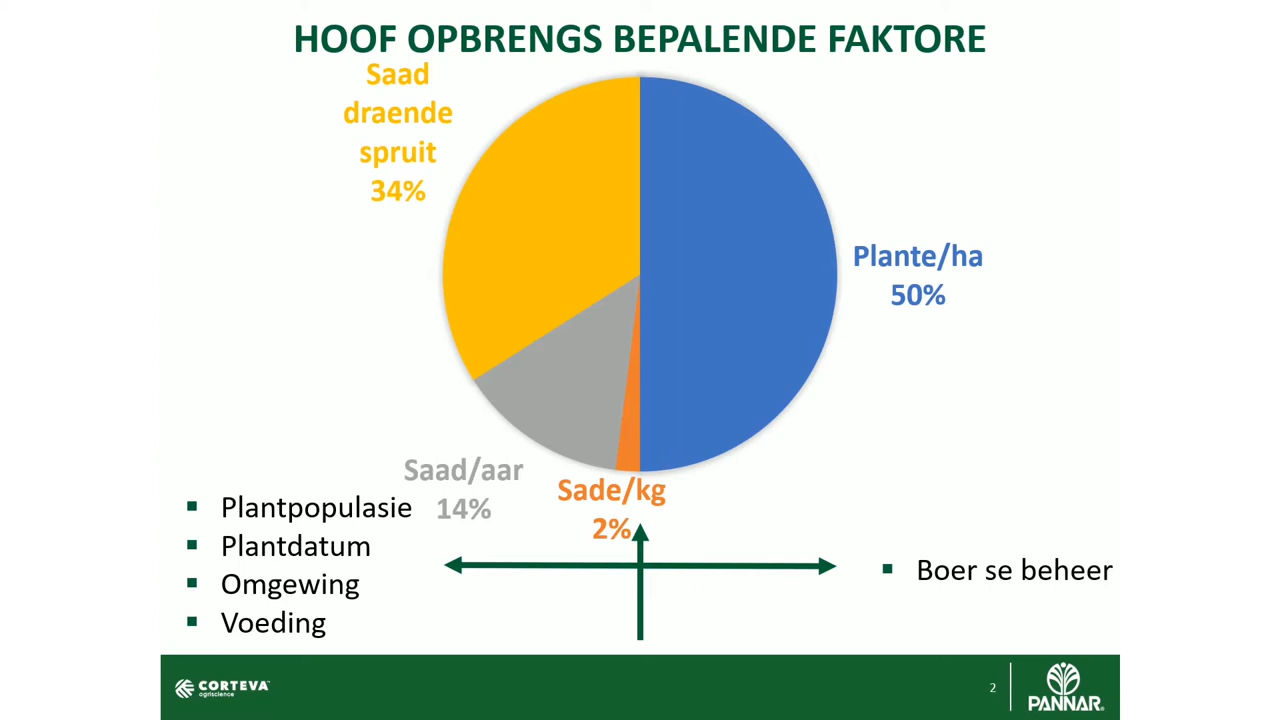 HOOF OPBRENGS BEPALENDE FAKTORE
Saad
draende
spruit
34%
Plante/ha
50%
Saad/aar
14%
Sade/kg
2%
▪ Plantpopulasie
▪ Plantdatum
▪ Omgewing
▪ Voeding
▪ Boer se beheer
CORTEVA™
agriscience
2
PANNAR®